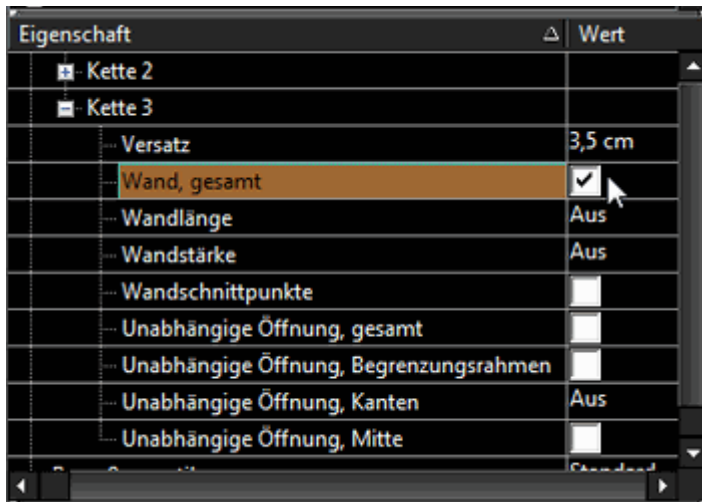 Eigenschaft Wert
Kette 2
Kette 3
Versatz 3,5 cm
Wand, gesamt
Wandlänge Aus
Wandstärke Aus
Wandschnittpunkte
Unabhängige Öffnung, gesamt
Unabhängige Öffnung, Begrenzungsrahmen
Unabhängige Öffnung, Kanten Aus
Unabhängige Öffnung, Mitte
Standard